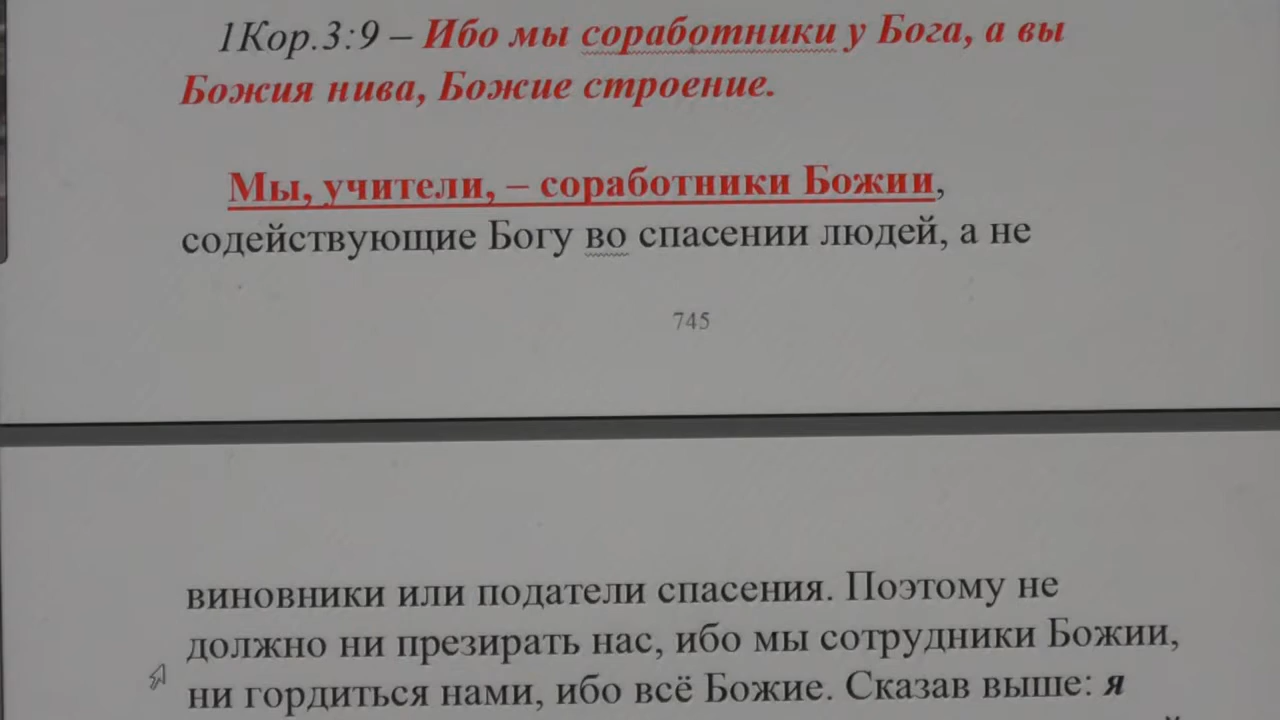 1Кор.3:9 – Ибо мы соработники у Бога, а вы
Божия нива, Божие строение.
Мы, учители, – соработники Божии,
содействующие Богу во спасении людей, а не
745
виновники или податели спасения. Поэтому не
должно ни презирать нас, ибо мы сотрудники Божии,
ни гордиться нами, ибо всё Божие. Сказав выше: я